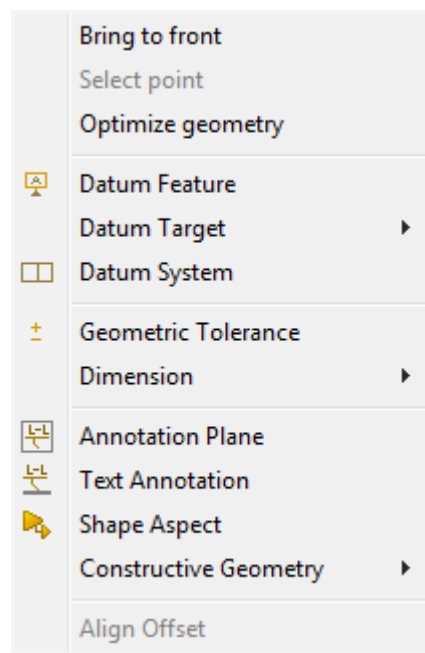 Bring to front
Select point
Optimize geometry
A
Datum Feature
Datum Target
Datum System
±
Geometric Tolerance
Dimension
L-L
Annotation Plane
L-L
Text Annotation
Shape Aspect
Constructive Geometry
Align Offset